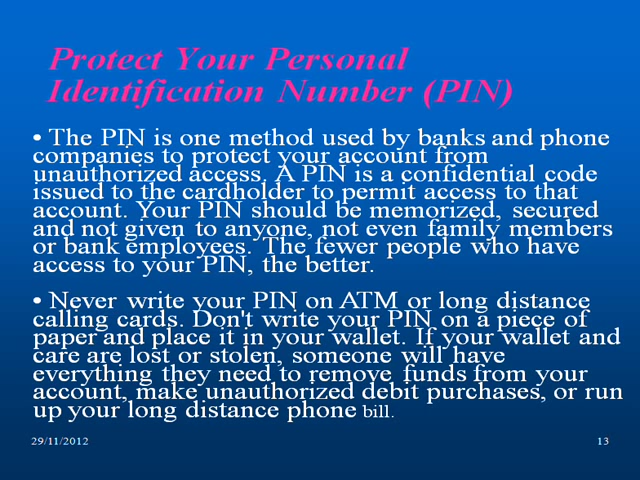 Protect Your Personal
Identification Number (PIN)
• The PIN is one method used by banks and phone
companies to protect your account from
unauthorized access. A PIN is a confidential code
issued to the cardholder to permit access to that
account. Your PIN should be memorized, secured
and not given to anyone, not even family members
or bank employees. The fewer people who have
access to your PIN, the better.
• Never write your PIN on ATM or long distance
calling cards. Don't write your PIN on a piece of
paper and place it in your wallet. If your wallet and
care are lost or stolen, someone will have
everything they need to remove funds from your
account, make unauthorized debit purchases, or run
up your long distance phone bill.
29/11/2012
13